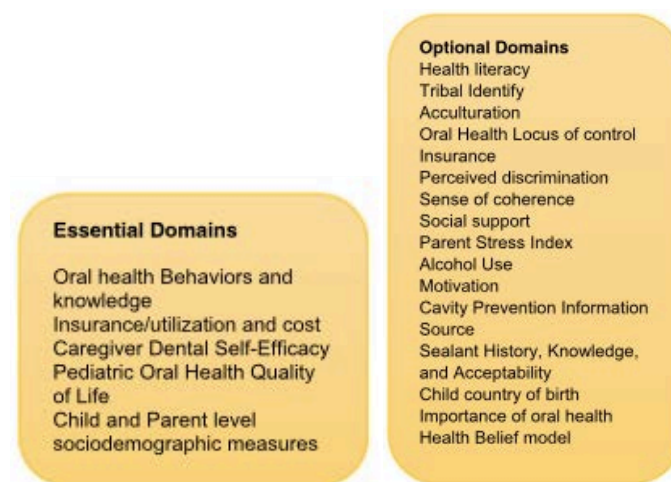 Essential Domains
Oral health Behaviors and
knowledge
Insurance/utilization and cost
Caregiver Dental Self-Efficacy
Pediatric Oral Health Quality
of Life
Child and Parent level
sociodemographic measures
Optional Domains
Health literacy
Tribal Identify
Acculturation
Oral Health Locus of control
Insurance
Perceived discrimination
Sense of coherence
Social support
Parent Stress Index
Alcohol Use
Motivation
Cavity Prevention Information
Source
Sealant History, Knowledge,
and Acceptability
Child country of birth
Importance of oral health
Health Belief model